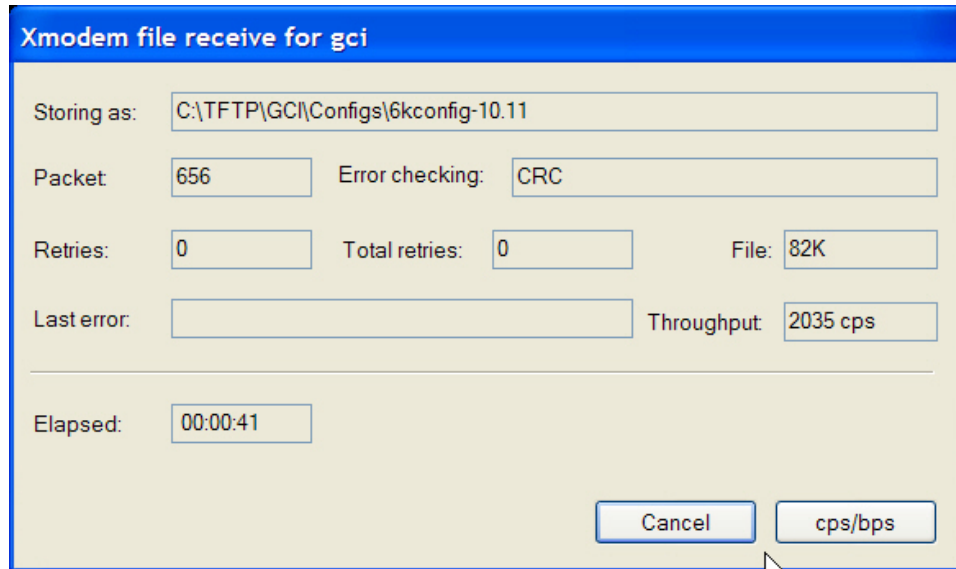 Xmodem file receive for gci
Storing as: C:\TFTP\GCI\Configs\6kconfig-10.11
Packet: 656 Error checking: CRC
Retries: 0 Total retries: 0 File: 82K
Last error: Throughput: 2035 cps
Elapsed: 00:00:41
Cancel cps/bps